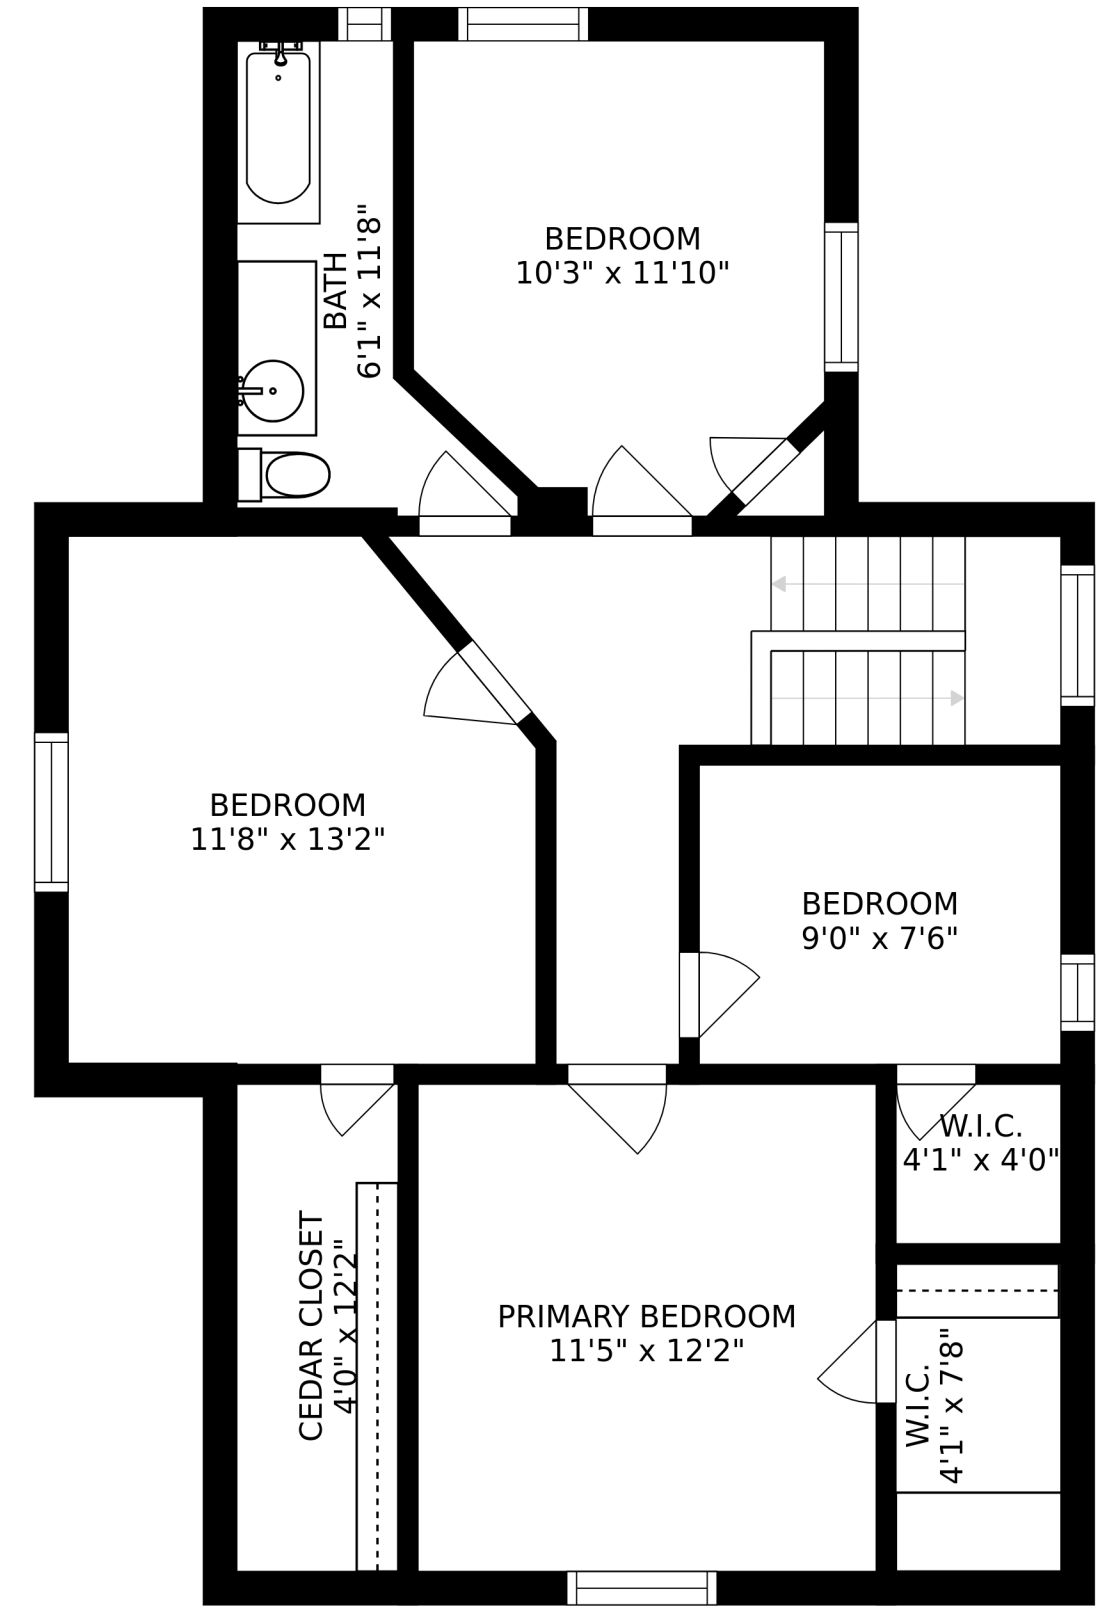 BATH
6'1" x 11'8"
BEDROOM
10'3" x 11'10"
BEDROOM
11'8" x 13'2"
BEDROOM
9'0" x 7'6"
W.I.C.
4'1" x 4'0"
CEDAR CLOSET
4'0" x 12'2"
PRIMARY BEDROOM
11'5" x 12'2"
W.I.C.
4'1" x 7'8"